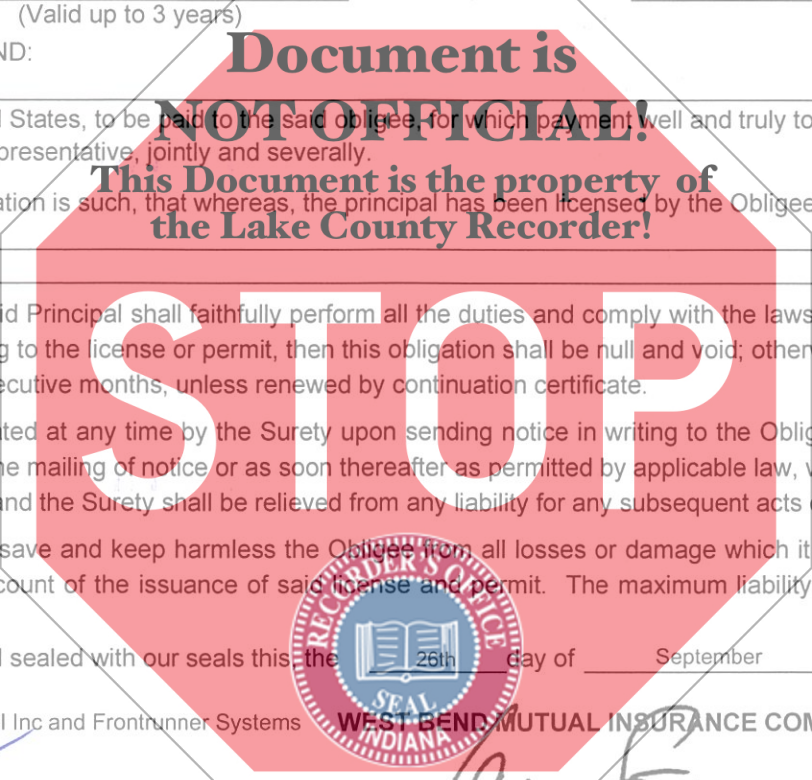 (Valid up to 3 years)
ND:
Document is
NOT OFFICIAL!
States, to be paid to the said obligee, for which payment well and truly to
presentative, jointly and severally.
This Document is the property of
ation is such, that whereas, the principal has been licensed by the Obligee
the Lake County Recorder!
STOP
id Principal shall faithfully perform all the duties and comply with the laws
g to the license or permit, then this obligation shall be null and void; other
ecutive months, unless renewed by continuation certificate.
ated at any time by the Surety upon sending notice in writing to the Oblig
e mailing of notice or as soon thereafter as permitted by applicable law,
and the Surety shall be relieved from any liability for any subsequent acts
save and keep harmless the Obligee from all losses or damage which it
count of the issuance of said license and permit. The maximum liability
RECORDER'S OFFICE
sealed with our seals this, the 26th day of September
SEAL
INDIANA
l Inc and Frontrunner Systems WEST BEND MUTUAL INSURANCE COM